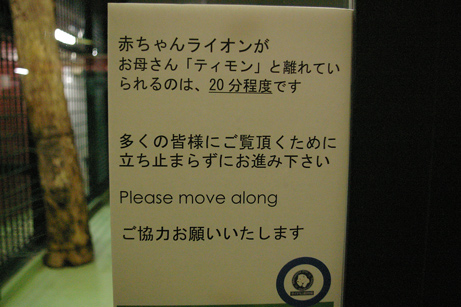 赤ちゃんライオンが
お母さん「ティモン」と離れてい
られるのは、20分程度です
多くの皆様にご覧頂くために
立ち止まらずにお進み下さい
Please move along
ご協力お願いいたします